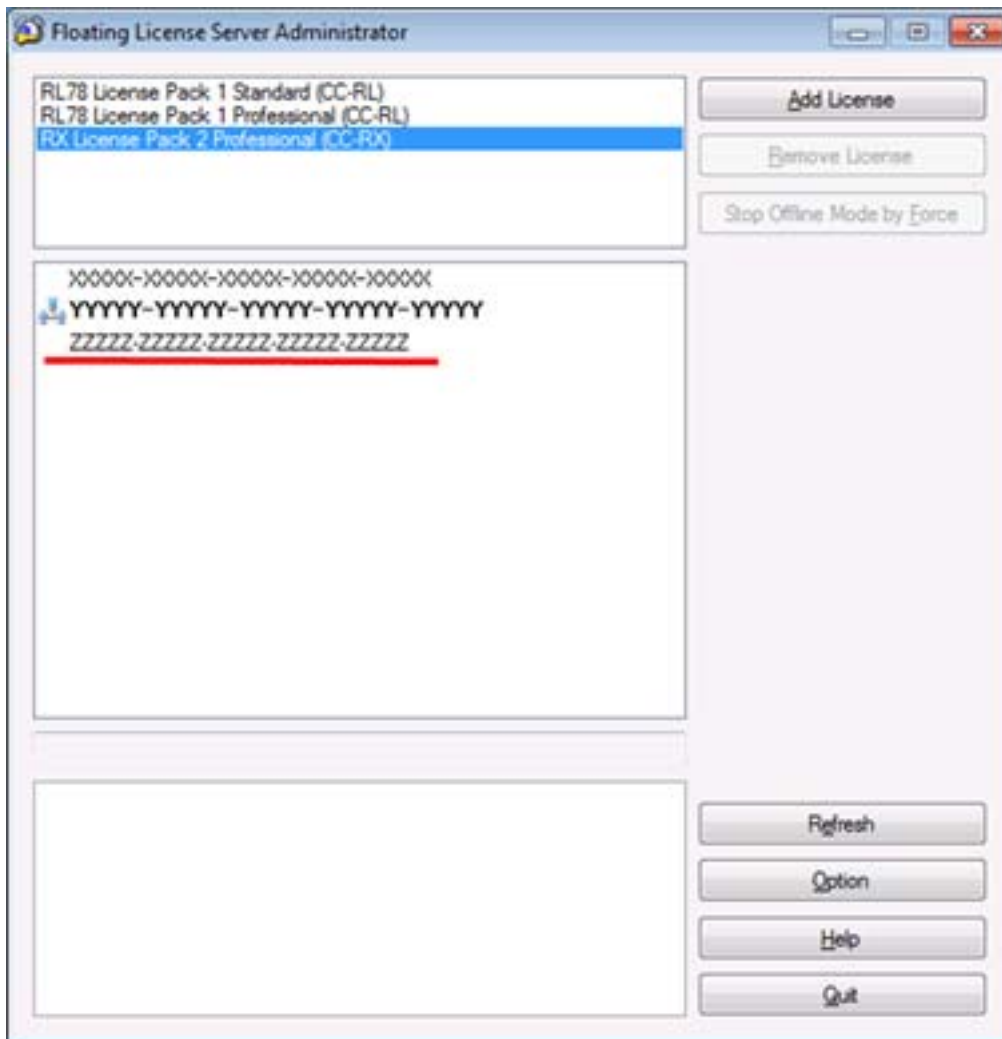 Floating License Server Administrator
RL78 License Pack 1 Standard (CC-RL)
RL78 License Pack 1 Professional (CC-RL)
RX License Pack 2 Professional (CC-RX)
Add License
Remove License
Stop Offline Mode by Force
XXXXX-XXXXX-XXXXX-XXXXX-XXXXX
YYYYY-YYYYY-YYYYY-YYYYY-YYYYY
ZZZZZ-ZZZZZ-ZZZZZ-ZZZZZ-ZZZZZ
Refresh
Option
Help
Quit